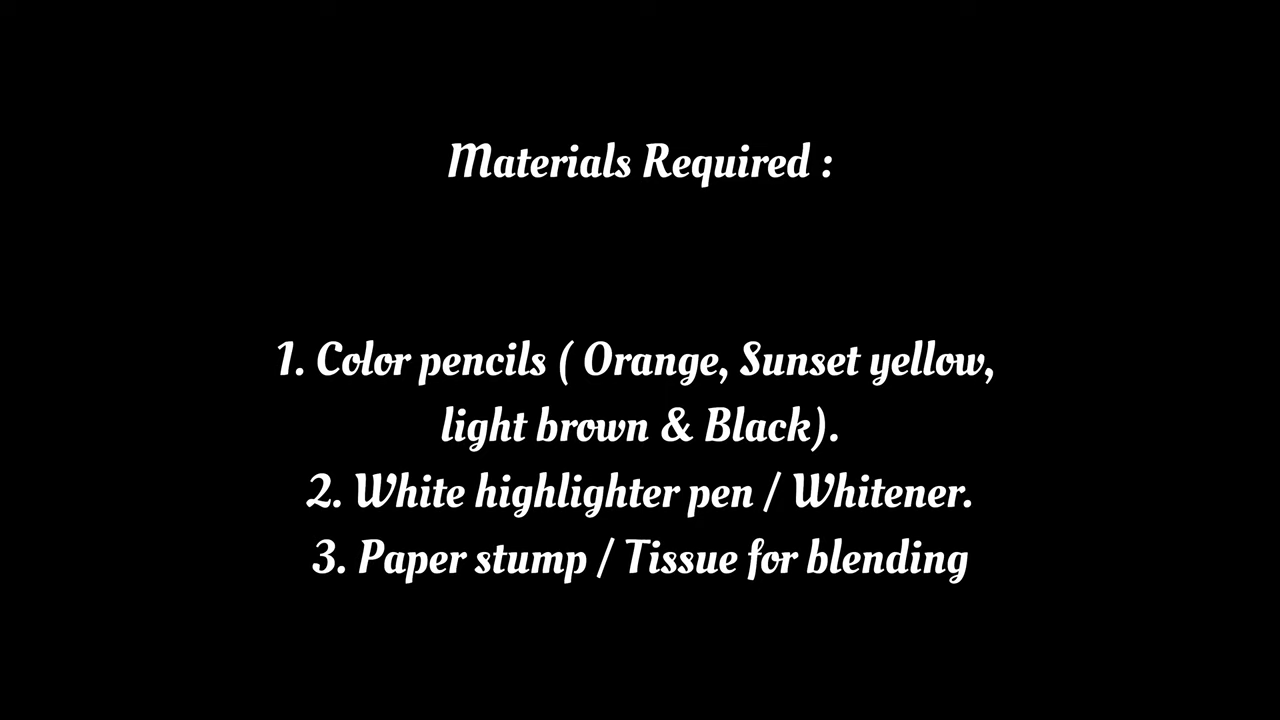 Materials Required :
1. Color pencils ( Orange, Sunset yellow,
light brown & Black).
2. White highlighter pen / Whitener.
3. Paper stump / Tissue for blending